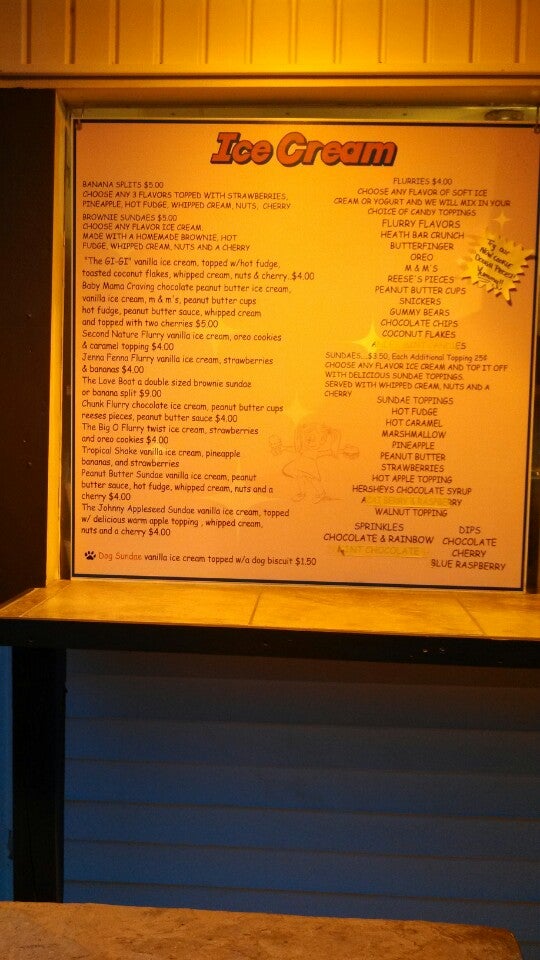 Ice Cream
BANANA SPLITS $5.00
CHOOSE ANY 3 FLAVORS TOPPED WITH STRAWBERRIES,
PINEAPPLE, HOT FUDGE, WHIPPED CREAM, NUTS, CHERRY
BROWNIE SUNDAES $5.00
CHOOSE ANY FLAVOR ICE CREAM.
MADE WITH A HOMEMADE BROWNIE, HOT
FUDGE, WHIPPED CREAM, NUTS AND A CHERRY
"The GI-GI" vanilla ice cream, topped w/hot fudge,
toasted coconut flakes, whipped cream, nuts & cherry..$4.00
Baby Mama Craving chocolate peanut butter ice cream,
vanilla ice cream, m & m's, peanut butter cups
hot fudge, peanut butter sauce, whipped cream
and topped with two cherries $5.00
Second Nature Flurry vanilla ice cream, oreo cookies
& caramel topping $4.00
Jenna Fenna Flurry vanilla ice cream, strawberries
& bananas $4.00
The Love Boat a double sized brownie sundae
or banana split $9.00
Chunk Flurry chocolate ice cream, peanut butter cups
reeses pieces, peanut butter sauce $4.00
The Big O Flurry twist ice cream, strawberries
and oreo cookies $4.00
Tropical Shake vanilla ice cream, pineapple
bananas, and strawberries
Peanut Butter Sundae vanilla ice cream, peanut
butter sauce, hot fudge, whipped cream, nuts and a
cherry $4.00
The Johnny Appleseed Sundae vanilla ice cream, topped
w/ delicious warm apple topping , whipped cream,
nuts and a cherry $4.00
Dog Sundae vanilla ice cream topped w/a dog biscuit $1.50
FLURRIES $4.00
CHOOSE ANY FLAVOR OF SOFT ICE
CREAM OR YOGURT AND WE WILL MIX IN YOUR
CHOICE OF CANDY TOPPINGS
FLURRY FLAVORS
HEATH BAR CRUNCH
BUTTERFINGER
OREO
M & M'S
REESE'S PIECES
PEANUT BUTTER CUPS
SNICKERS
GUMMY BEARS
CHOCOLATE CHIPS
COCONUT FLAKES
Try our
New Cookie
Yummy!!
SUNDAES...$3.50, Each Additional Topping 25¢
CHOOSE ANY FLAVOR ICE CREAM AND TOP IT OFF
WITH DELICIOUS SUNDAE TOPPINGS.
SERVED WITH WHIPPED CREAM, NUTS AND A
CHERRY
SUNDAE TOPPINGS
HOT FUDGE
HOT CARAMEL
MARSHMALLOW
PINEAPPLE
PEANUT BUTTER
STRAWBERRIES
HOT APPLE TOPPING
HERSHEYS CHOCOLATE SYRUP
WALNUT TOPPING
SPRINKLES
CHOCOLATE & RAINBOW
CHOCOLATE
DIPS
CHOCOLATE
CHERRY
BLUE RASPBERRY